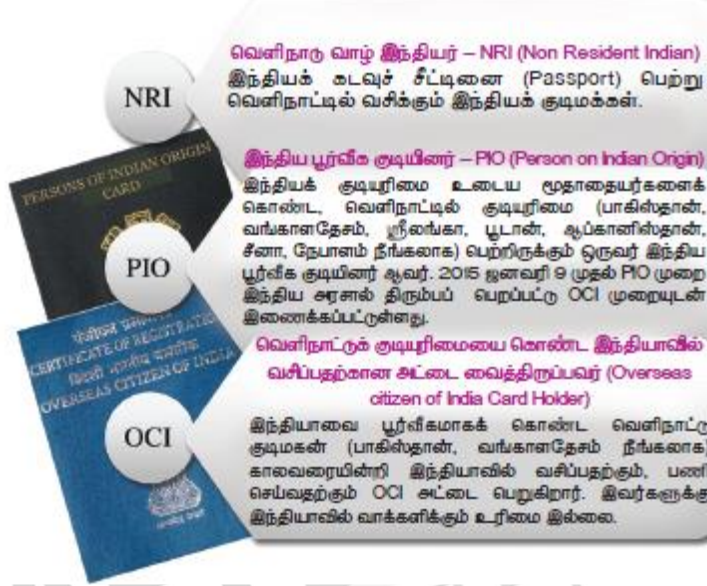 வெளிநாடு வாழ் இந்தியர் – NRI (Non Resident Indian)
NRI
இந்தியக் கடவுச் சீட்டினை (Passport) பெற்று
வெளிநாட்டில் வசிக்கும் இந்தியக் குடிமக்கள்.
PERSONS OF INDIAN ORIGIN
CARD
இந்திய பூர்வீக குடியினர் – PIO (Person on Indian Origin)
PIO
இந்தியக் குடியுரிமை உடைய மூதாதையர்களைக்
கொண்ட, வெளிநாட்டில் குடியுரிமை (பாகிஸ்தான்,
வங்காளதேசம், ஸ்ரீலங்கா, பூடான், ஆப்கானிஸ்தான்,
சீனா, நேபாளம் நீங்கலாக) பெற்றிருக்கும் ஒருவர் இந்திய
பூர்வீக குடியினர் ஆவர். 2015 ஜனவரி 9 முதல் PIO முறை
இந்திய அரசால் திரும்பப் பெறப்பட்டு OCI முறையுடன்
இணைக்கப்பட்டுள்ளது.
CERTIFICATE OF REGISTRATION
विदेशी भारतीय नागरिक
OVERSEAS CITIZEN OF INDIA
வெளிநாட்டுக் குடியுரிமையை கொண்ட இந்தியாவில்
வசிப்பதற்கான அட்டை வைத்திருப்பவர் (Overseas
citizen of India Card Holder)
OCI
இந்தியாவை பூர்வீகமாகக் கொண்ட வெளிநாட்டு
குடிமகன் (பாகிஸ்தான், வங்காளதேசம் நீங்கலாக)
காலவரையின்றி இந்தியாவில் வசிப்பதற்கும், பணி
செய்வதற்கும் OCI அட்டை பெறுகிறார். இவர்களுக்கு
இந்தியாவில் வாக்களிக்கும் உரிமை இல்லை.